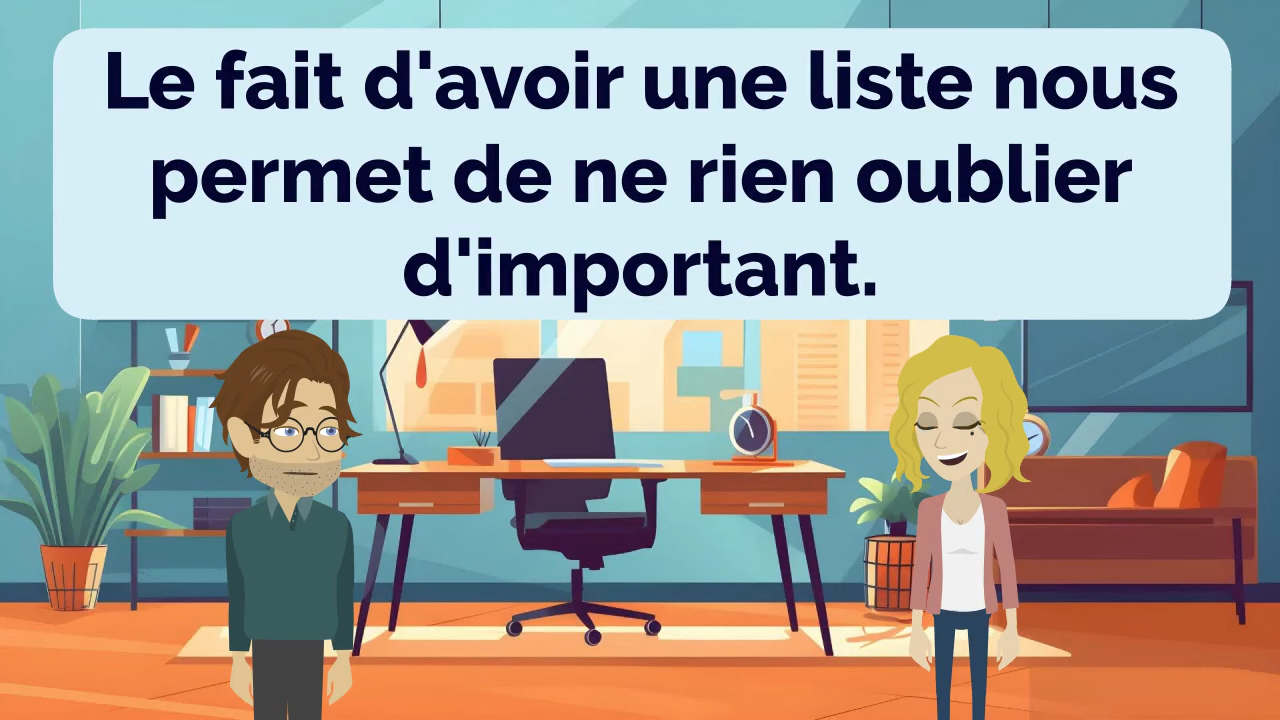 Le fait d'avoir une liste nous
permet de ne rien oublier
d'important.